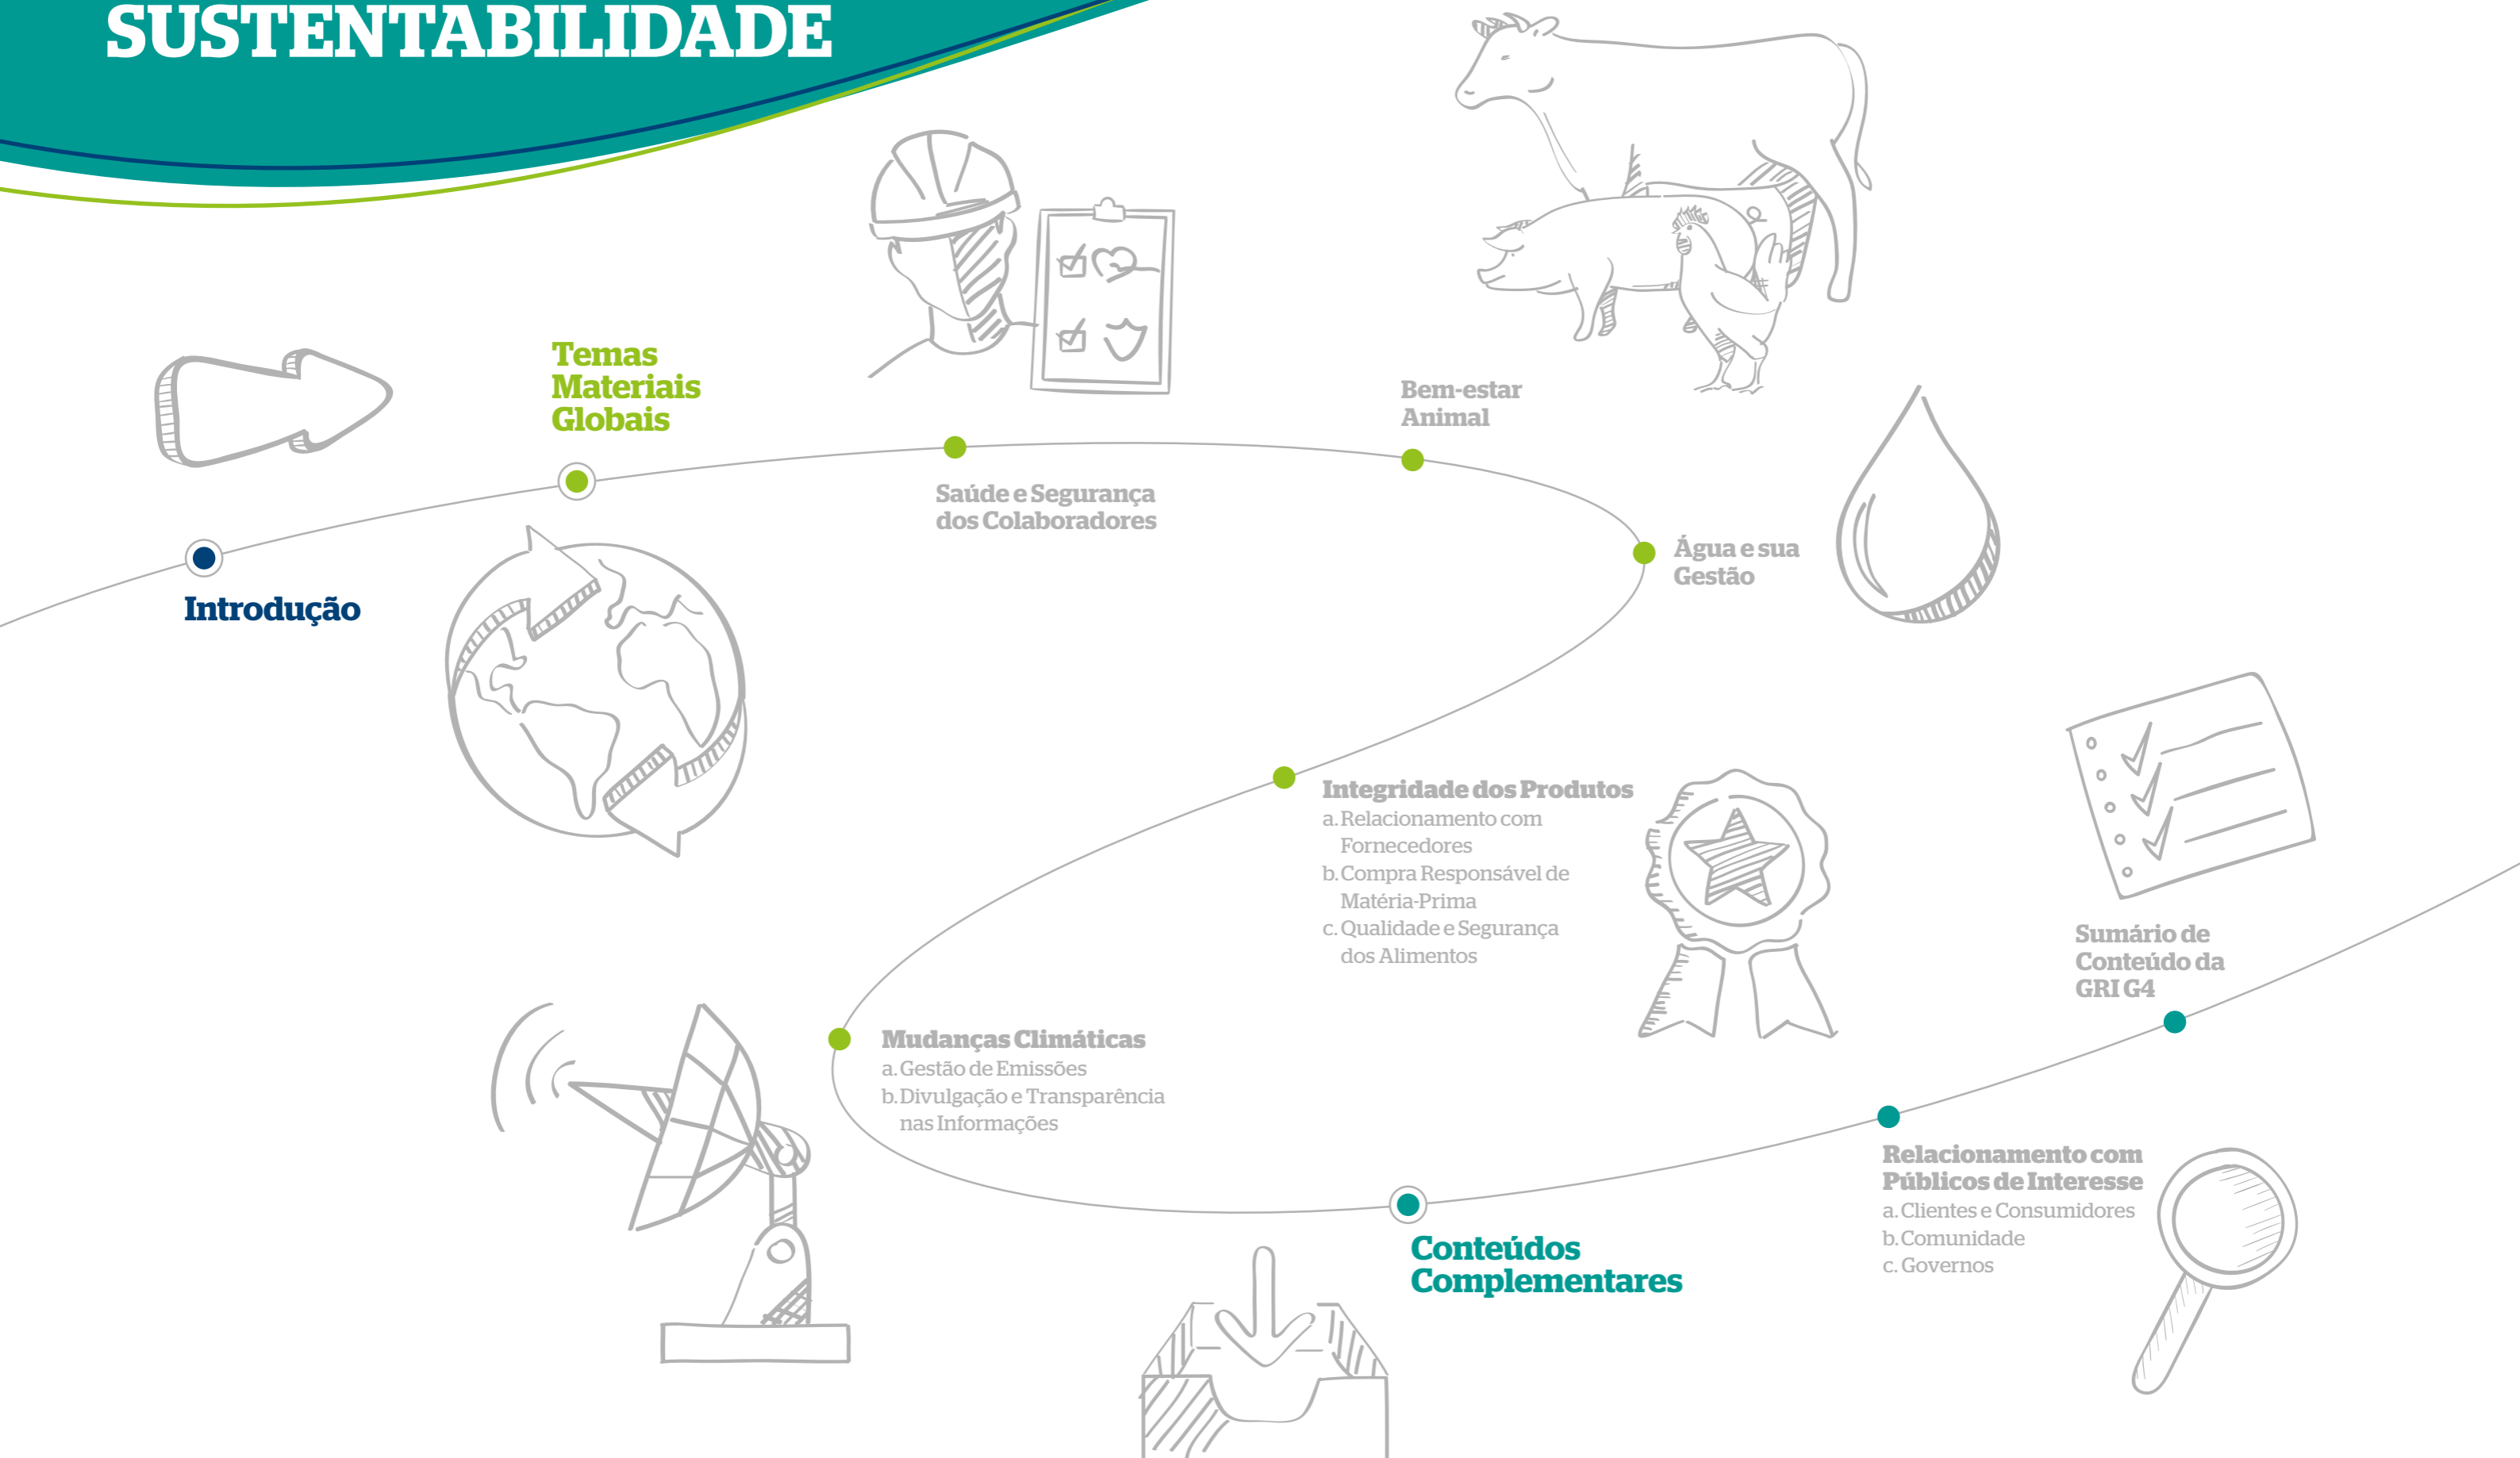 SUSTENTABILIDADE
Introdução
Temas
Materiais
Globais
Saúde e Segurança
dos Colaboradores
Bem-estar
Animal
Água e sua
Gestão
Integridade dos Produtos
a. Relacionamento com
Fornecedores
b. Compra Responsável de
Matéria-Prima
c. Qualidade e Segurança
dos Alimentos
Mudanças Climáticas
a. Gestão de Emissões
b. Divulgação e Transparência
nas Informações
Conteúdos
Complementares
Relacionamento com
Públicos de Interesse
a. Clientes e Consumidores
b. Comunidade
c. Governos
Sumário de
Conteúdo da
GRI G4